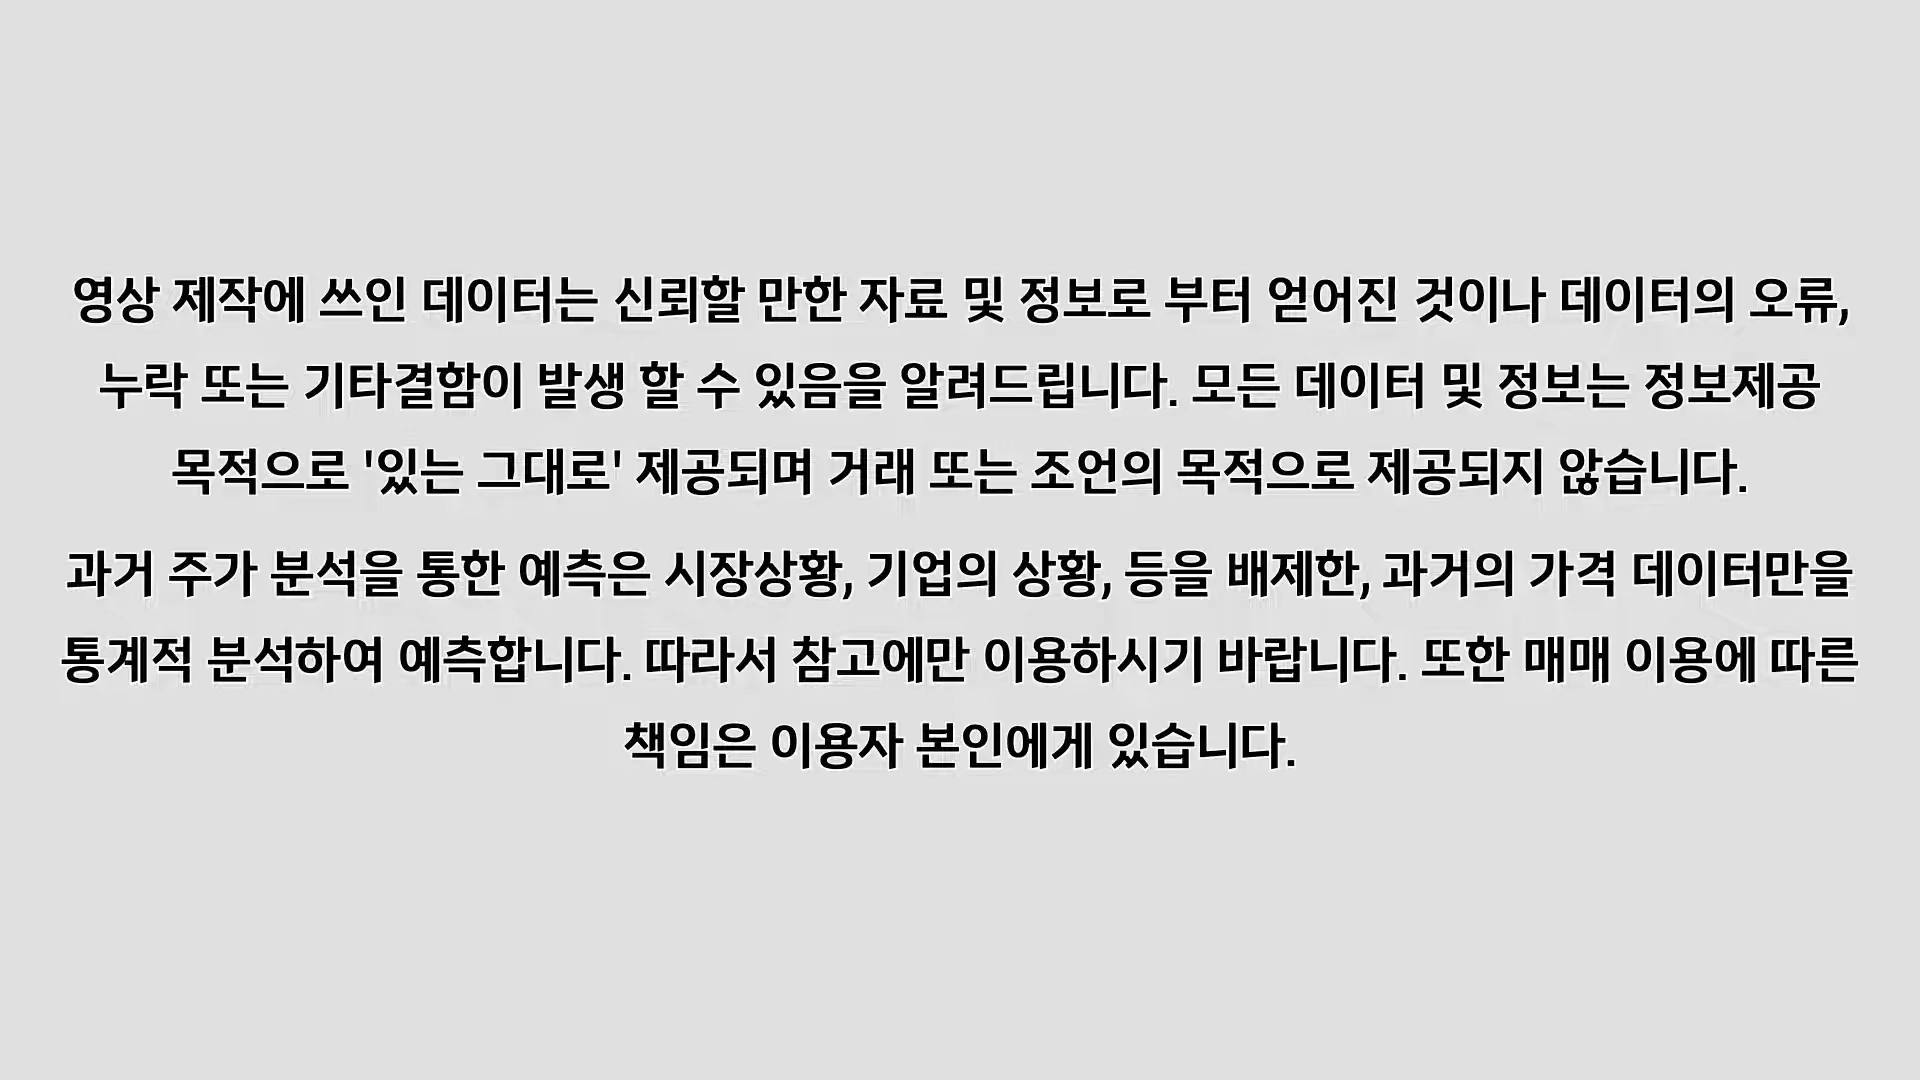 영상 제작에 쓰인 데이터는 신뢰할 만한 자료 및 정보로 부터 얻어진 것이나 데이터의 오류,
누락 또는 기타결함이 발생 할 수 있음을 알려드립니다. 모든 데이터 및 정보는 정보제공
목적으로 '있는 그대로' 제공되며 거래 또는 조언의 목적으로 제공되지 않습니다.
과거 주가 분석을 통한 예측은 시장상황, 기업의 상황, 등을 배제한, 과거의 가격 데이터만을
통계적 분석하여 예측합니다. 따라서 참고에만 이용하시기 바랍니다. 또한 매매 이용에 따른
책임은 이용자 본인에게 있습니다.